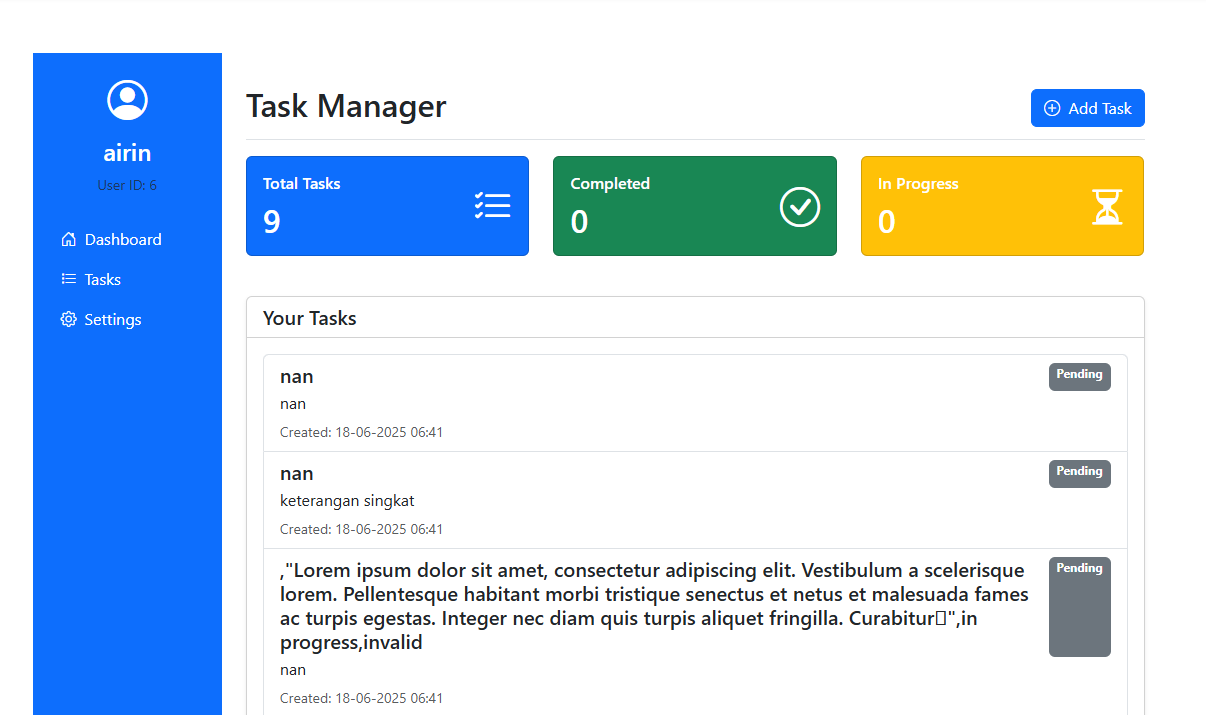 airin
User ID: 6
Dashboard
Tasks
Settings
Task Manager
Add Task
Total Tasks
9
Completed
0
In Progress
0
Your Tasks
nan
Pending
nan
Created: 18-06-2025 06:41
nan
Pending
keterangan singkat
Created: 18-06-2025 06:41
,"Lorem ipsum dolor sit amet, consectetur adipiscing elit. Vestibulum a scelerisque
Pending
lorem. Pellentesque habitant morbi tristique senectus et netus et malesuada fames
ac turpis egestas. Integer nec diam quis turpis aliquet fringilla. Curabitur▯",in
progress,invalid
nan
Created: 18-06-2025 06:41